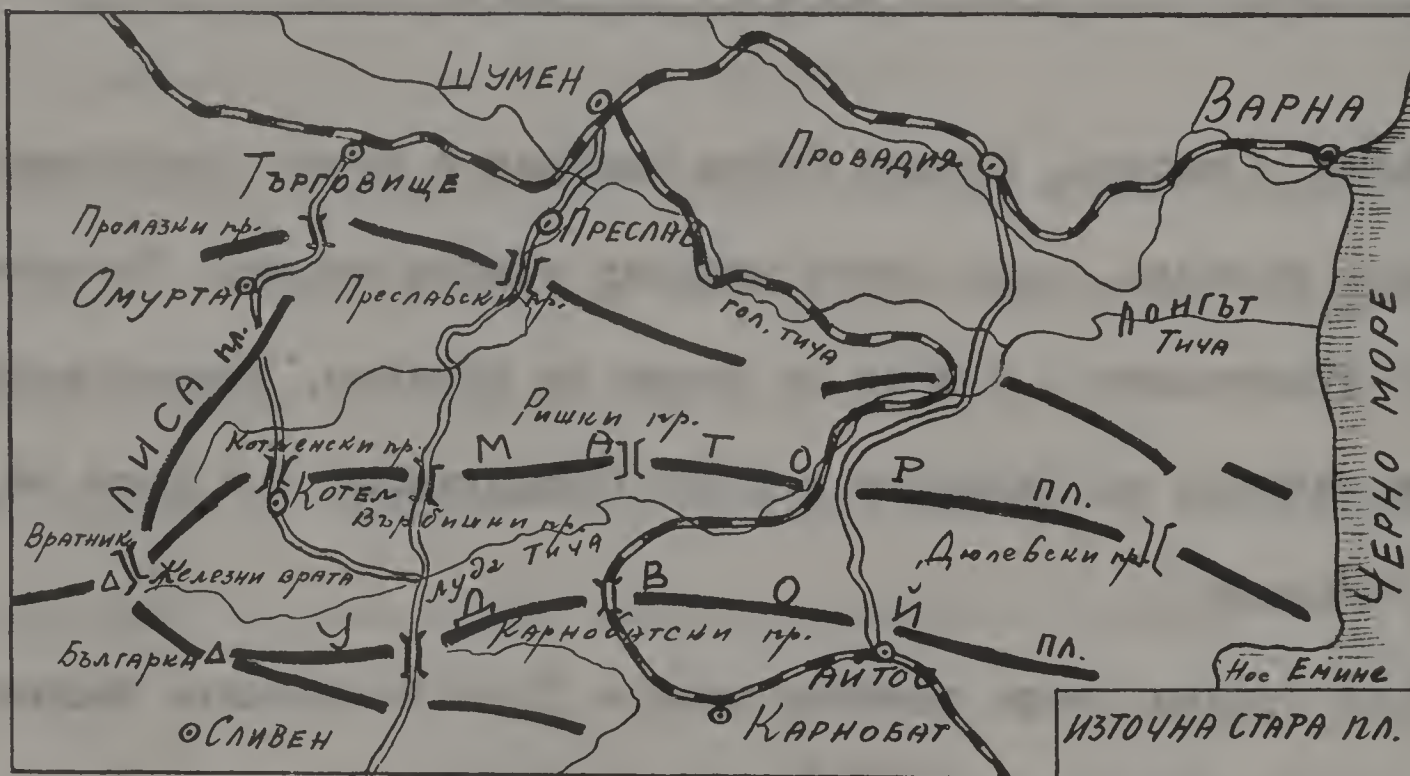 ШУМЕН
ВАРНА
ТЪРГОВИЩЕ
ПРОВАДИЯ
Пролазки пр.
ПРЕСЛАВ
ОМУРТАГ
Преславски пр.
ЛИСА пл.
гол. ТИЧА
ЛОНГЪТ
ТИЧА
ЧЕРНО МОРЕ
Ришки пр.
Котленски пр.
МАТОР пл.
КОТЕЛ
Върбишки пр.
Вратник
Железни врата
луда ТИЧА
Дюлевски пр.
УДВОЙ пл.
Карнобатски пр.
Българка
АЙТОС
Нос Емине
СЛИВЕН
КАРНОБАТ
ИЗТОЧНА СТАРА ПЛ.